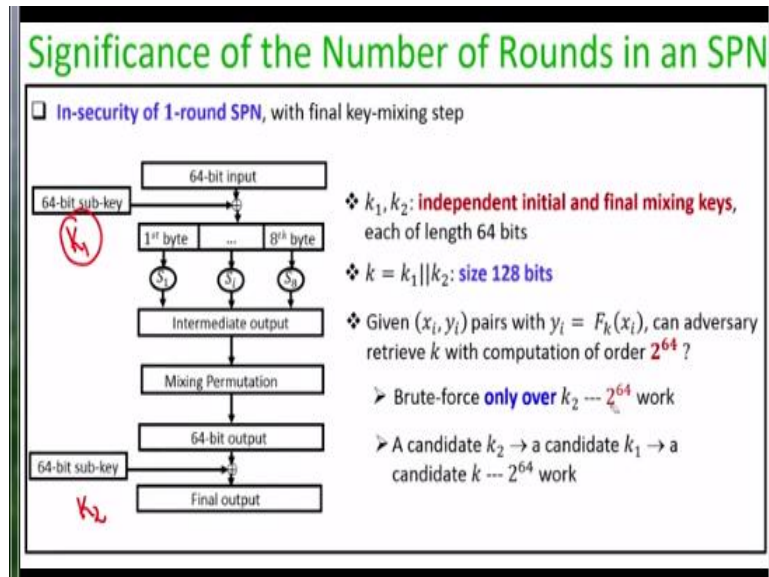 Significance of the Number of Rounds in an SPN
In-security of 1-round SPN, with final key-mixing step
64-bit input
64-bit sub-key
K1
1st byte
...
8th byte
S1
Si
S8
Intermediate output
Mixing Permutation
64-bit output
64-bit sub-key
K2
Final output
k1, k2: independent initial and final mixing keys,
each of length 64 bits
k = k1||k2: size 128 bits
Given (xi, yi) pairs with yi = Fk(xi), can adversary
retrieve k with computation of order 2^64 ?
Brute-force only over k2 --- 2^64 work
A candidate k2 → a candidate k1 → a
candidate k --- 2^64 work